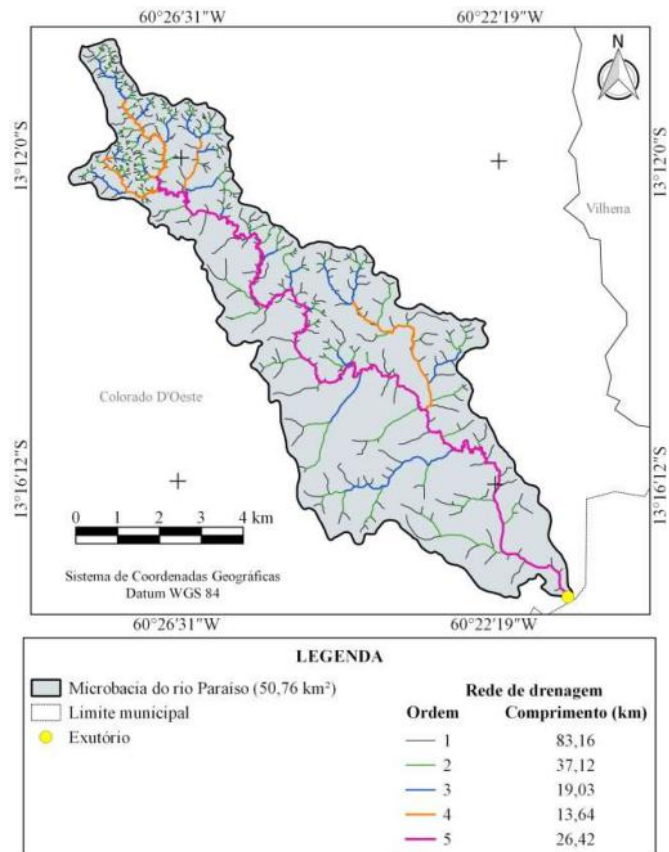 60°26'31"W 60°22'19"W
N
13°12'0"S 13°12'0"S
Vilhena
Colorado D'Oeste
13°16'12"S 13°16'12"S
0 1 2 3 4 km
Sistema de Coordenadas Geográficas
Datum WGS 84
60°26'31"W 60°22'19"W
LEGENDA
Microbacia do rio Paraíso (50,76 km²)
Limite municipal
Exutório
Rede de drenagem
Ordem Comprimento (km)
1 83,16
2 37,12
3 19,03
4 13,64
5 26,42